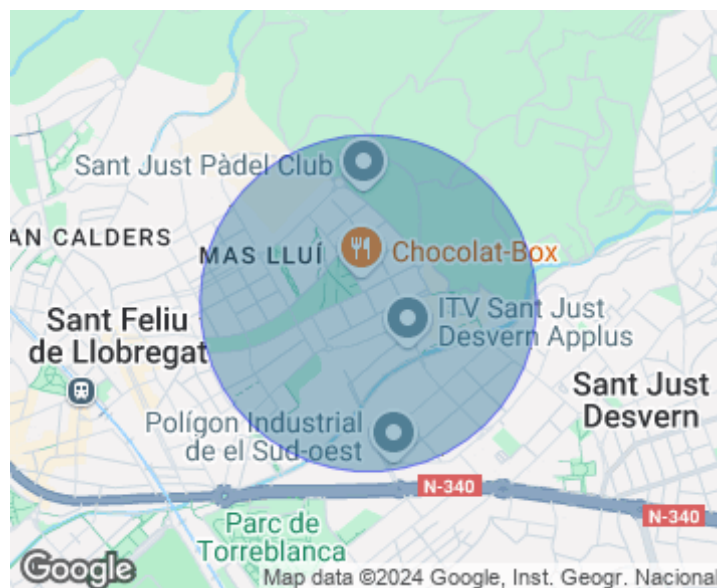 Sant Just Pàdel Club
AN CALDERS
MAS LLUÍ
Chocolat-Box
Sant Feliu
de Llobregat
ITV Sant Just
Desvern Applus
Sant Just
Desvern
Polígon Industrial
de el Sud-oest
N-340
N-340
Parc de
Torreblanca
Google
Map data ©2024 Google, Inst. Geogr. Nacional